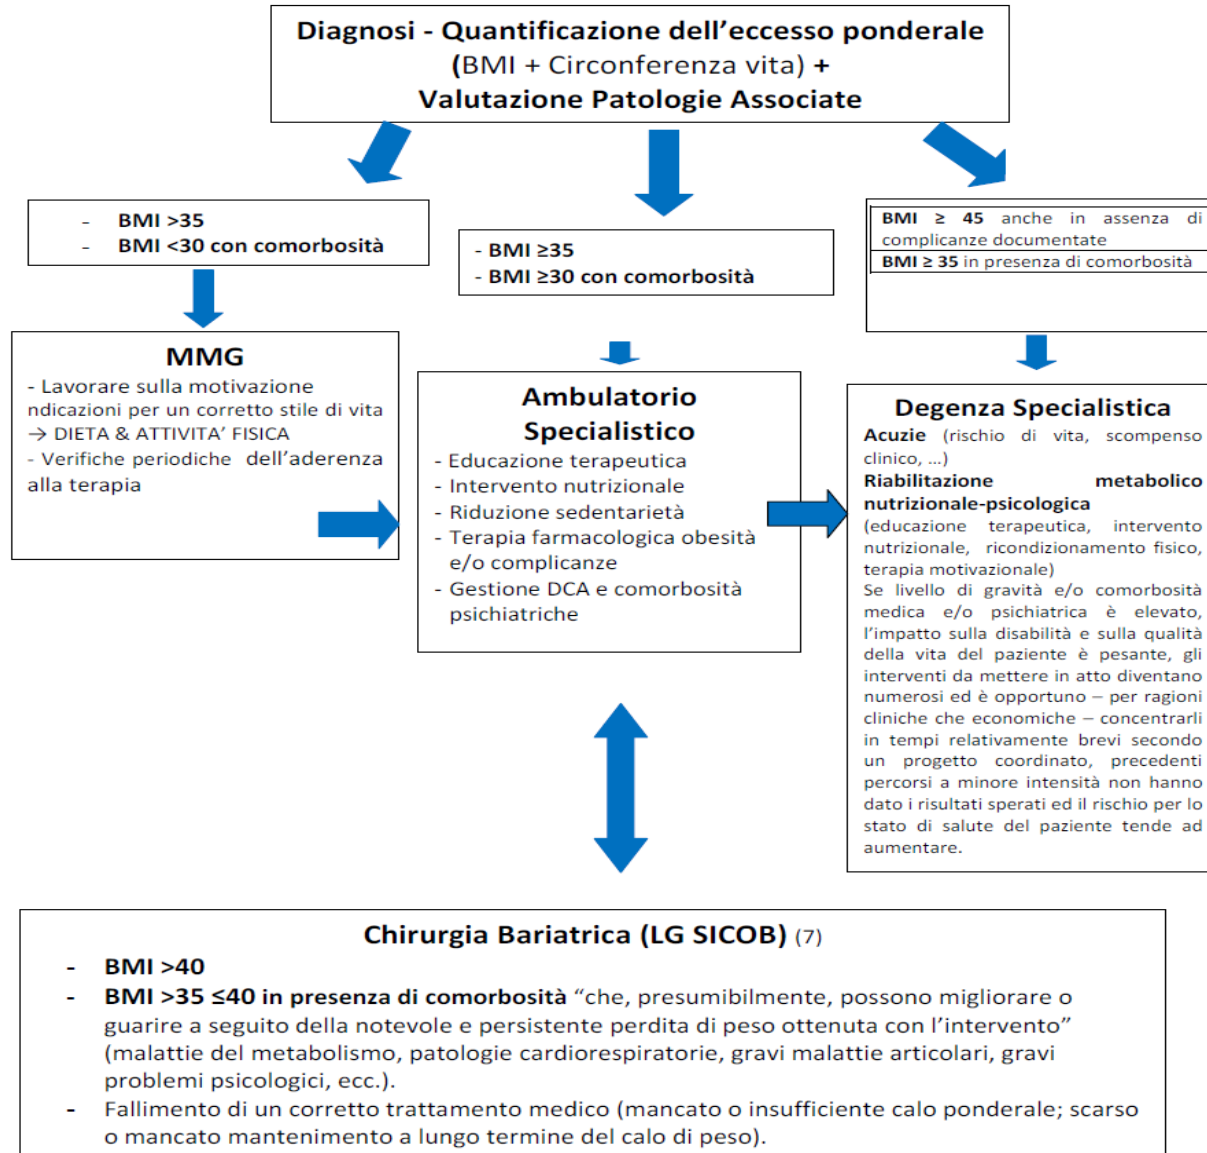 Diagnosi - Quantificazione dell'eccesso ponderale
(BMI + Circonferenza vita) +
Valutazione Patologie Associate
- BMI >35
- BMI <30 con comorbosità
- BMI ≥35
- BMI ≥30 con comorbosità
BMI ≥ 45 anche in assenza di
complicanze documentate
BMI ≥ 35 in presenza di comorbosità
MMG
- Lavorare sulla motivazione
ndicazioni per un corretto stile di vita
→ DIETA & ATTIVITA' FISICA
- Verifiche periodiche dell'aderenza
alla terapia
Ambulatorio
Specialistico
- Educazione terapeutica
- Intervento nutrizionale
- Riduzione sedentarietà
- Terapia farmacologica obesità
e/o complicanze
- Gestione DCA e comorbosità
psichiatriche
Degenza Specialistica
Acuzie (rischio di vita, scompenso
clinico, ...)
Riabilitazione metabolico
nutrizionale-psicologica
(educazione terapeutica, intervento
nutrizionale, ricondizionamento fisico,
terapia motivazionale)
Se livello di gravità e/o comorbosità
medica e/o psichiatrica è elevato,
l'impatto sulla disabilità e sulla qualità
della vita del paziente è pesante, gli
interventi da mettere in atto diventano
numerosi ed è opportuno – per ragioni
cliniche che economiche – concentrarli
in tempi relativamente brevi secondo
un progetto coordinato, precedenti
percorsi a minore intensità non hanno
dato i risultati sperati ed il rischio per lo
stato di salute del paziente tende ad
aumentare.
Chirurgia Bariatrica (LG SICOB) (7)
- BMI >40
- BMI >35 ≤40 in presenza di comorbosità "che, presumibilmente, possono migliorare o
guarire a seguito della notevole e persistente perdita di peso ottenuta con l'intervento"
(malattie del metabolismo, patologie cardiorespiratorie, gravi malattie articolari, gravi
problemi psicologici, ecc.).
- Fallimento di un corretto trattamento medico (mancato o insufficiente calo ponderale; scarso
o mancato mantenimento a lungo termine del calo di peso).